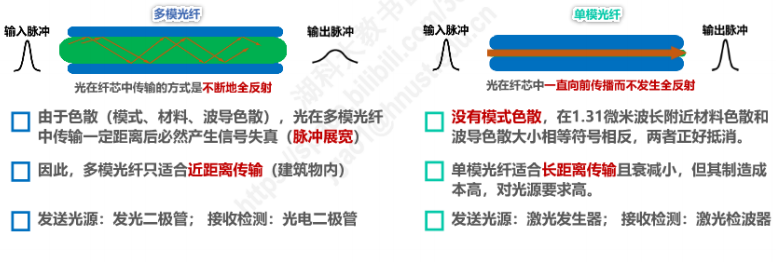 多模光纤
输入脉冲
输出脉冲
光在纤芯中传输的方式是不断地全反射
由于色散（模式、材料、波导色散），光在多模光纤
中传输一定距离后必然产生信号失真（脉冲展宽）
因此，多模光纤只适合近距离传输（建筑物内）
发送光源：发光二极管； 接收检测：光电二极管
单模光纤
输入脉冲
输出脉冲
光在纤芯中一直向前传播而不发生全反射
没有模式色散，在1.31微米波长附近材料色散和
波导色散大小相等符号相反，两者正好抵消。
单模光纤适合长距离传输且衰减小，但其制造成
本高，对光源要求高。
发送光源：激光发生器； 接收检测：激光检波器